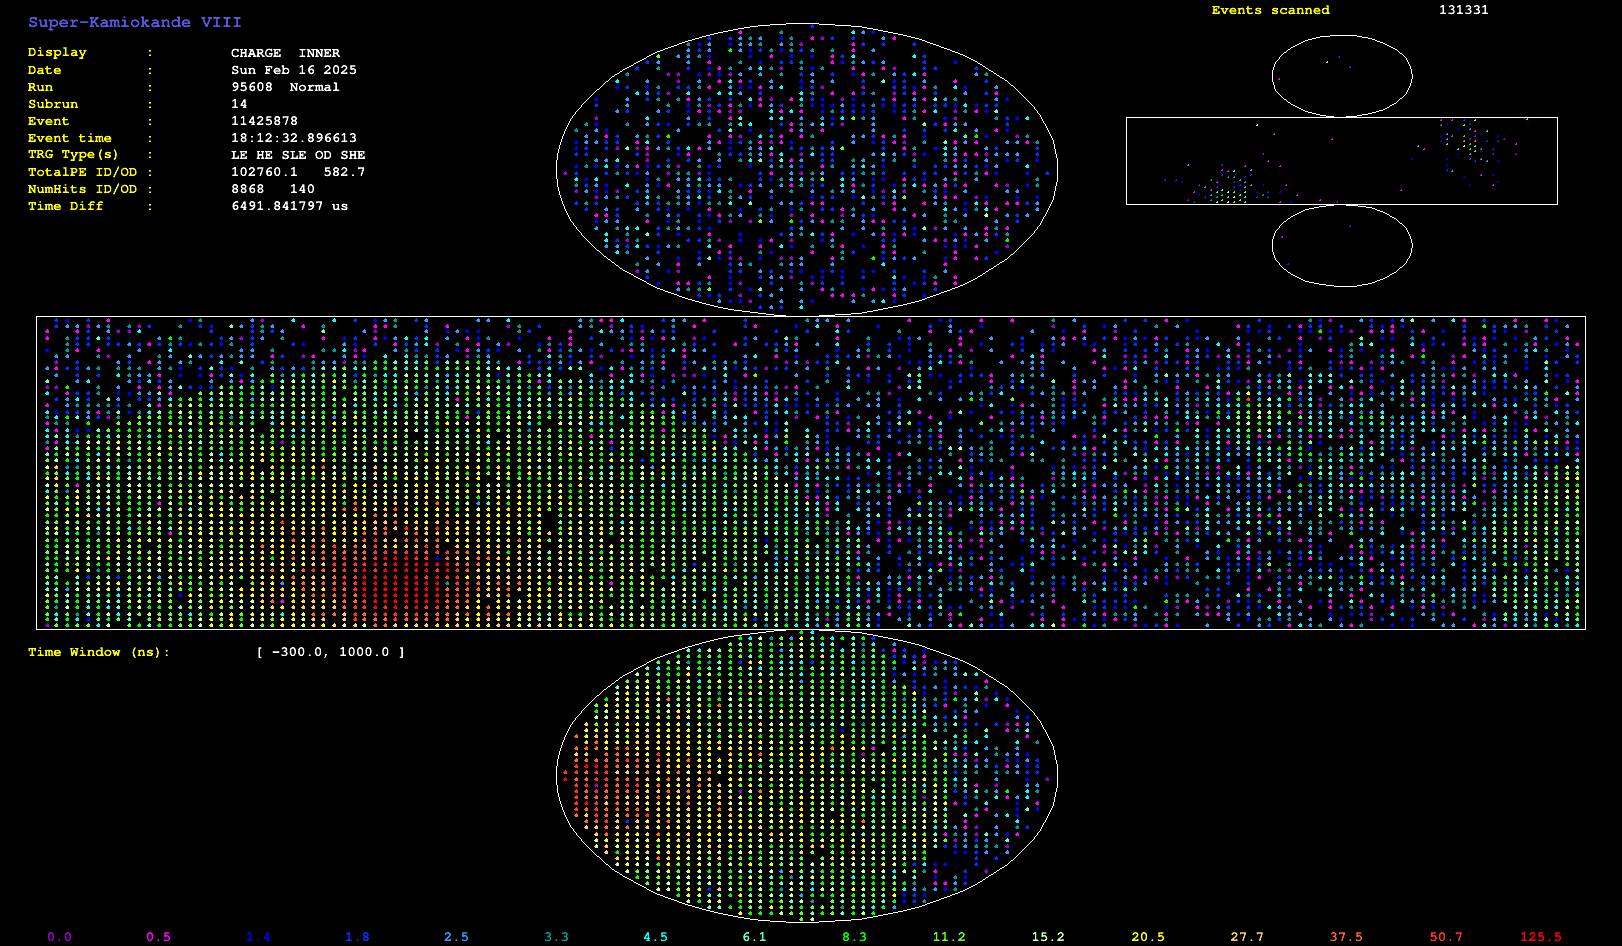 Super-Kamiokande VIII
Events scanned 131331
Display : CHARGE INNER
Date : Sun Feb 16 2025
Run : 95608 Normal
Subrun : 14
Event : 11425878
Event time : 18:12:32.896613
TRG Type(s) : LE HE SLE OD SHE
TotalPE ID/OD : 102760.1 582.7
NumHits ID/OD : 8868 140
Time Diff : 6491.841797 us
Time Window (ns): [ -300.0, 1000.0 ]
0.0 0.5 1.4 1.8 2.5 3.3 4.5 6.1 8.3 11.2 15.2 20.5 27.7 37.5 50.7 125.5